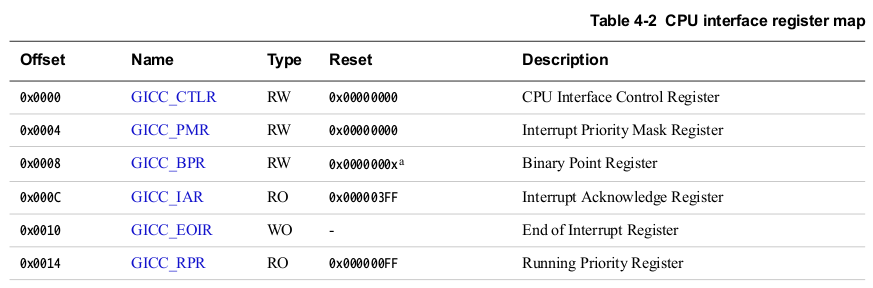 Table 4-2 CPU interface register map
Offset Name Type Reset Description
0x0000 GICC_CTLR RW 0x00000000 CPU Interface Control Register
0x0004 GICC_PMR RW 0x00000000 Interrupt Priority Mask Register
0x0008 GICC_BPR RW 0x0000000xa Binary Point Register
0x000C GICC_IAR RO 0x000003FF Interrupt Acknowledge Register
0x0010 GICC_EOIR WO - End of Interrupt Register
0x0014 GICC_RPR RO 0x000000FF Running Priority Register